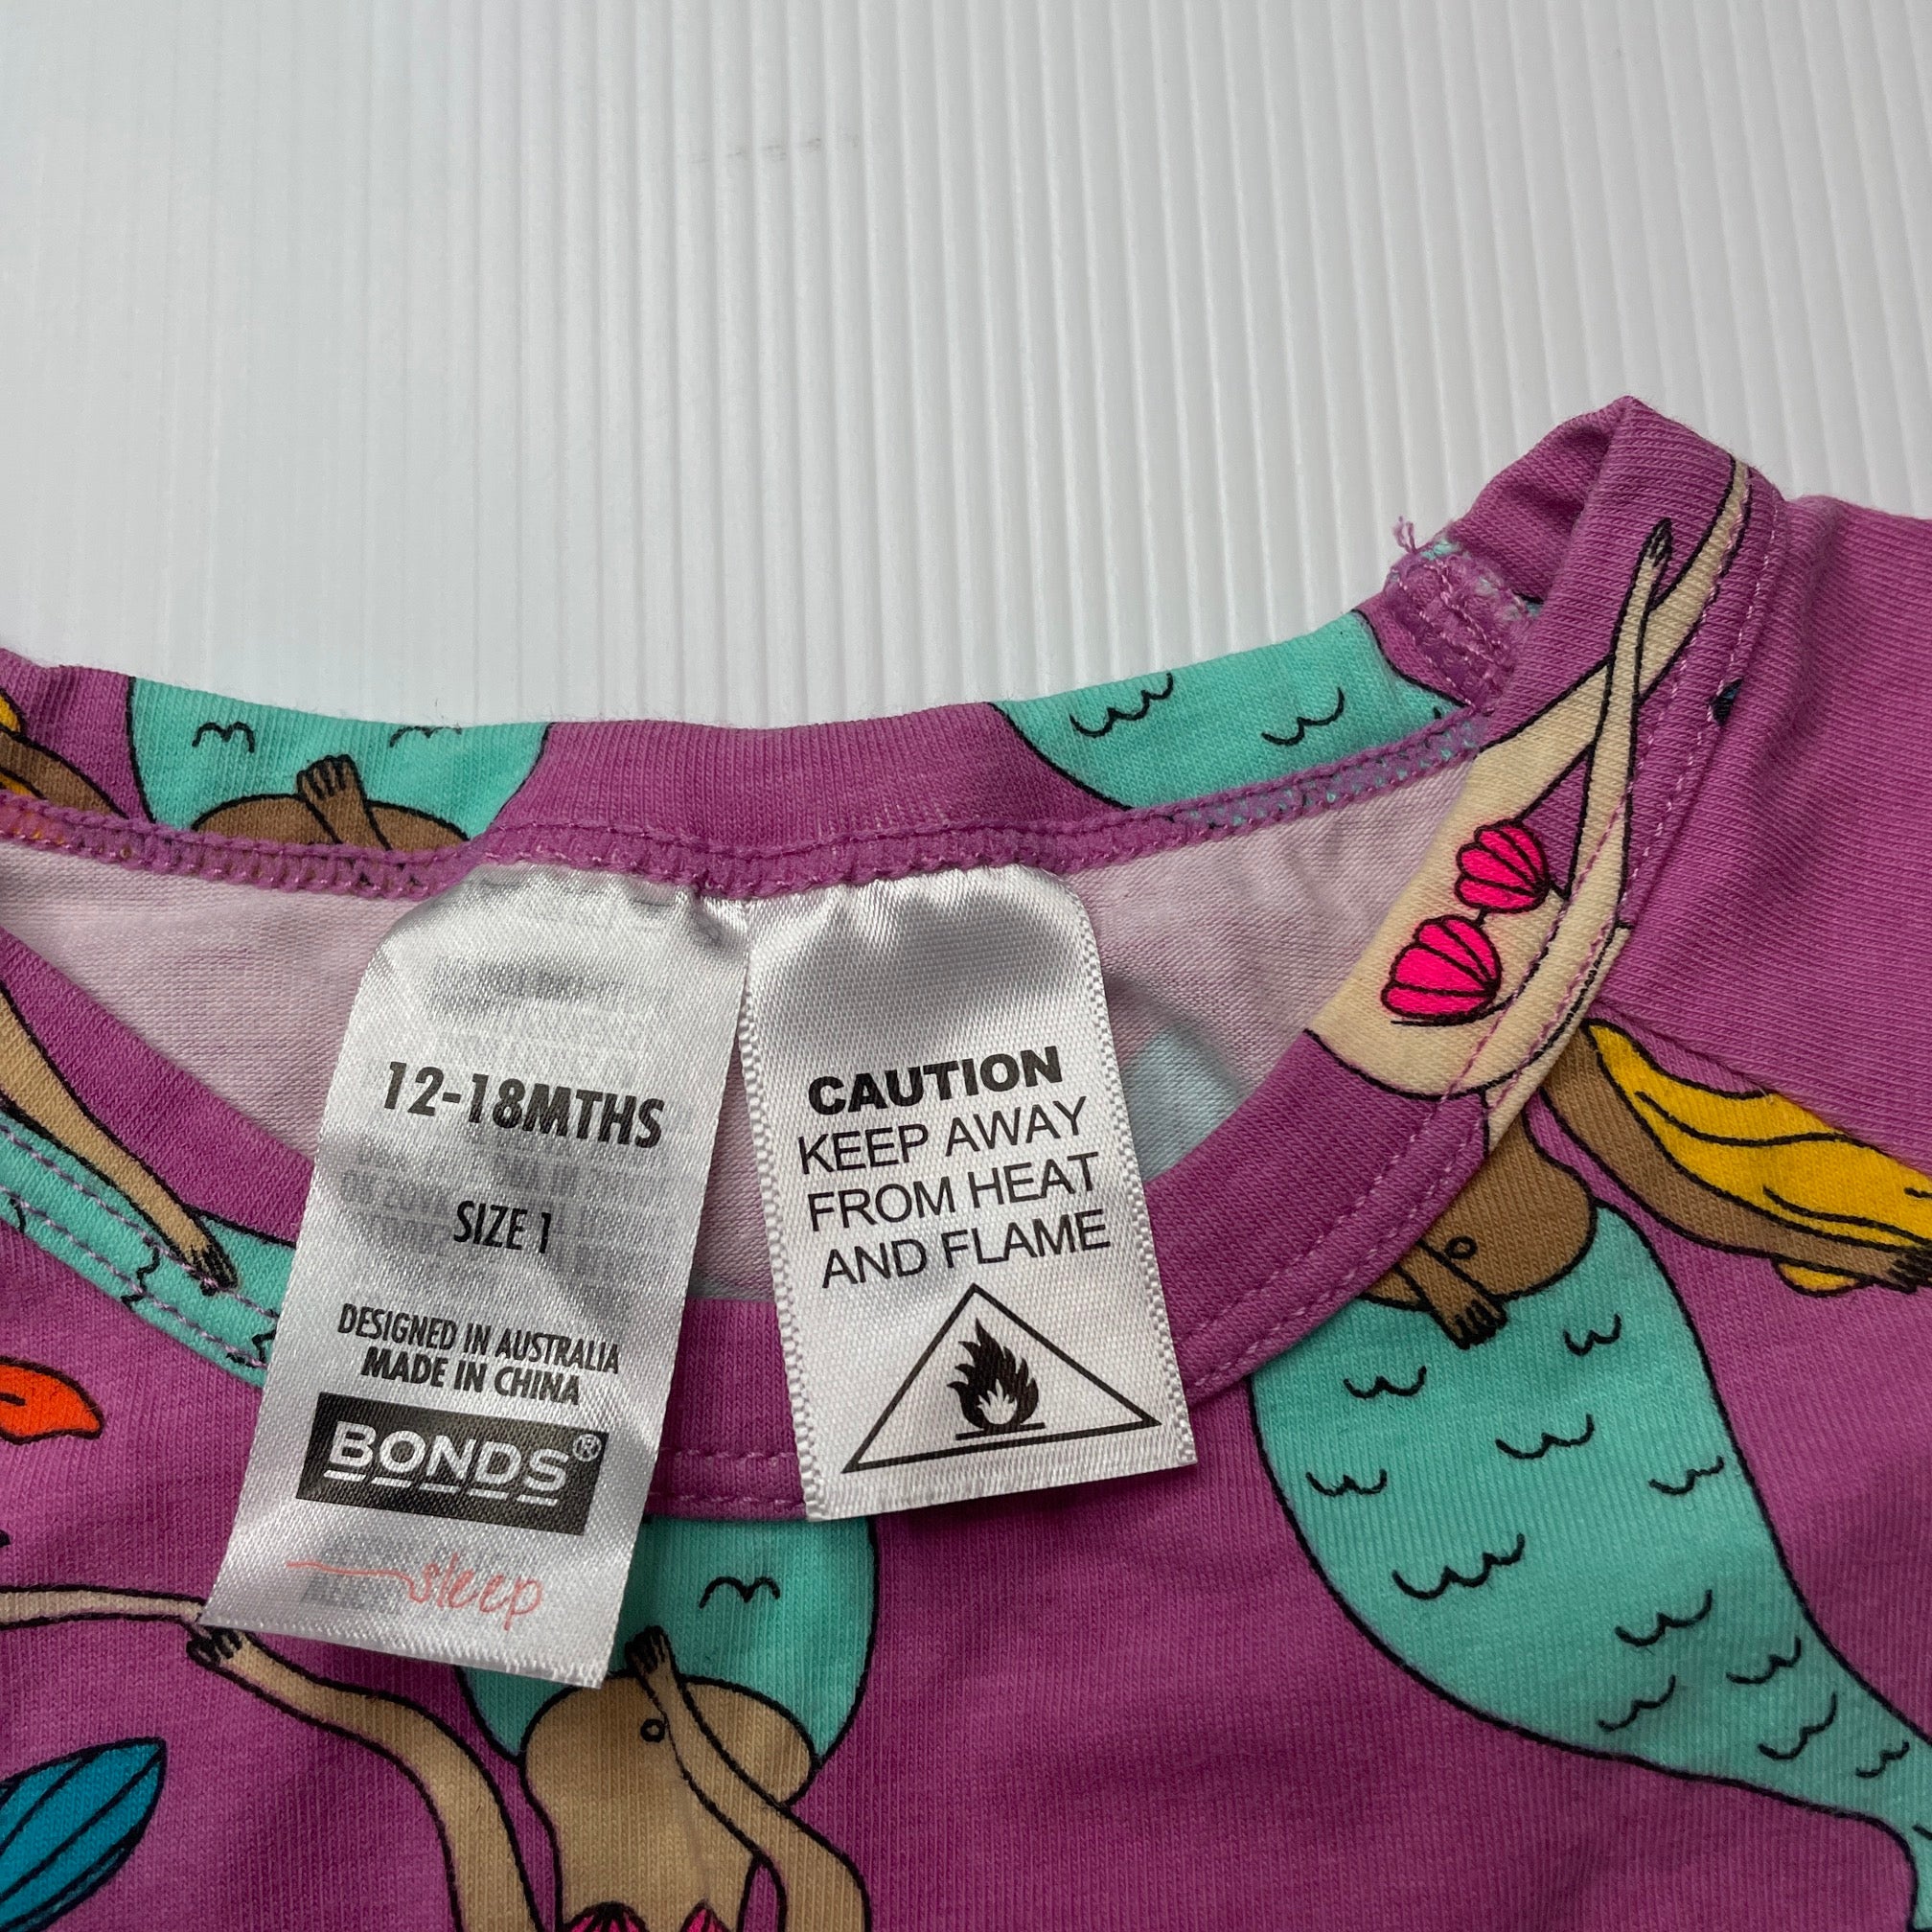 12-18MTHS
SIZE 1
DESIGNED IN AUSTRALIA
MADE IN CHINA
BONDS®
sleep
CAUTION
KEEP AWAY
FROM HEAT
AND FLAME